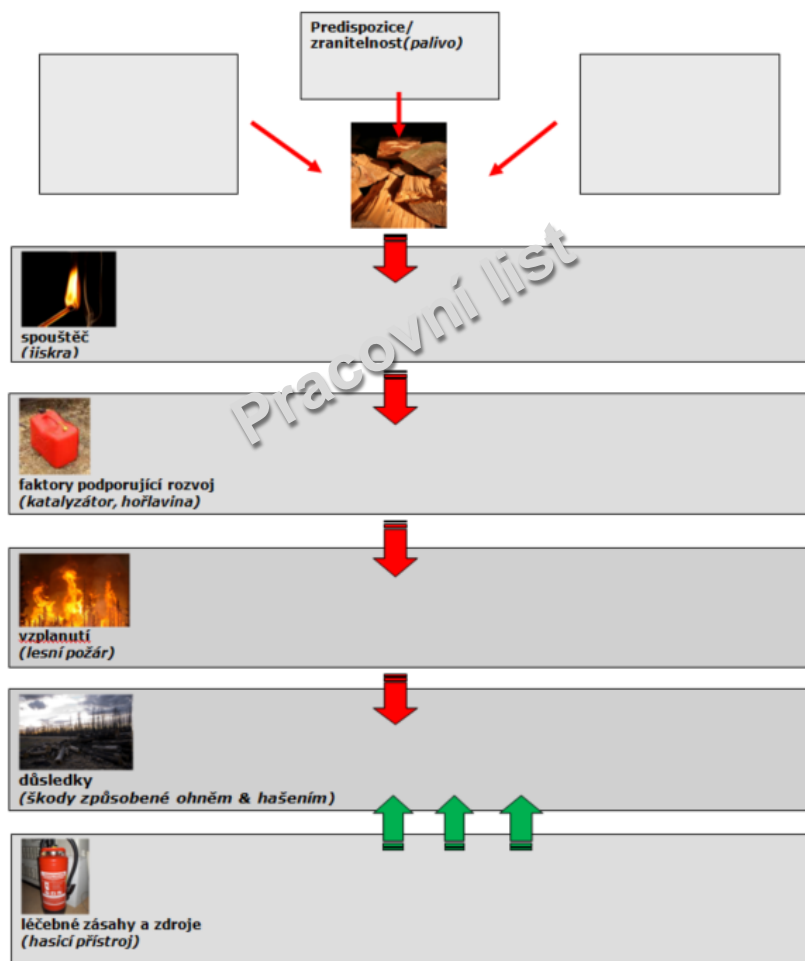 Predispozice/
zranitelnost(palivo)
Pracovní list
spouštěč
(jiskra)
faktory podporující rozvoj
(katalyzátor, hořlavina)
vzplanutí
(lesní požár)
důsledky
(škody způsobené ohněm & hašením)
léčebné zásahy a zdroje
(hasicí přístroj)